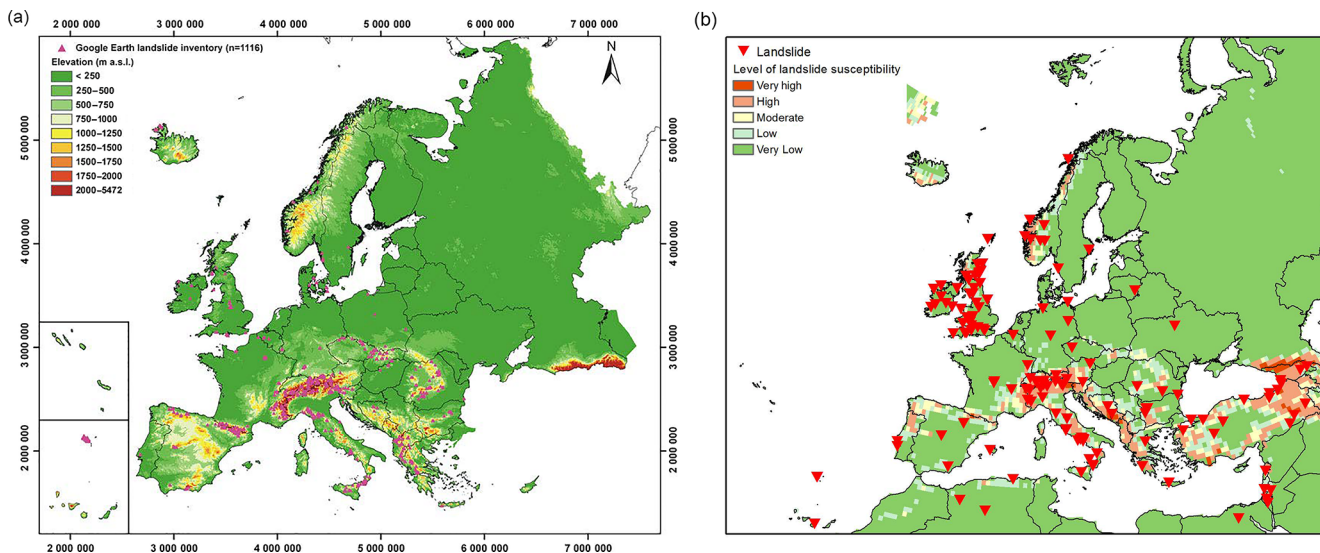 (a)
2 000 000 3 000 000 4 000 000 5 000 000 6 000 000 7 000 000
Google Earth landslide inventory (n=1116)
Elevation (m a.s.l.)
< 250
250–500
500–750
750–1000
1000–1250
1250–1500
1500–1750
1750–2000
2000–5472
N
5 000 000
4 000 000
3 000 000
2 000 000
5 000 000
4 000 000
3 000 000
2 000 000
2 000 000 3 000 000 4 000 000 5 000 000 6 000 000 7 000 000
(b)
Landslide
Level of landslide susceptibility
Very high
High
Moderate
Low
Very Low